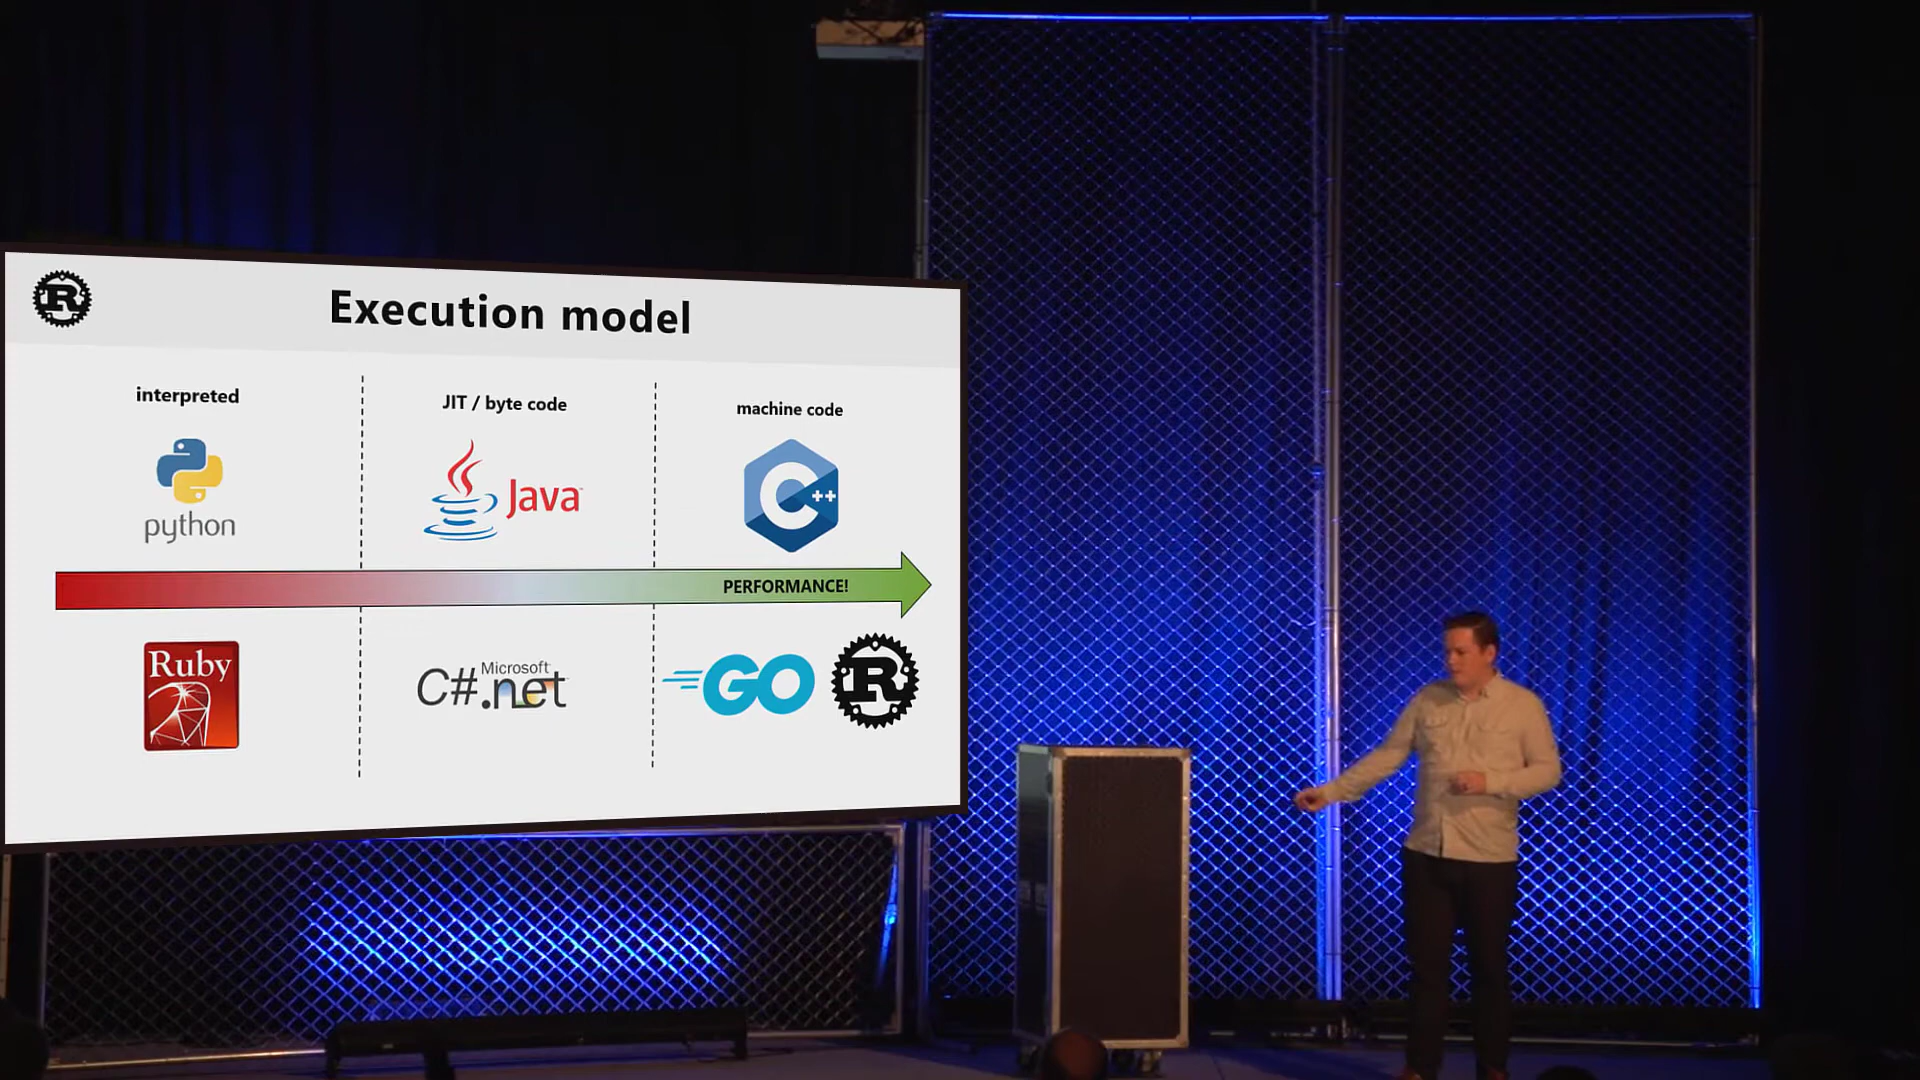 R
Execution model
interpreted
JIT / byte code
machine code
python
Java
C++
PERFORMANCE!
Ruby
C# Microsoft .net
GO
R